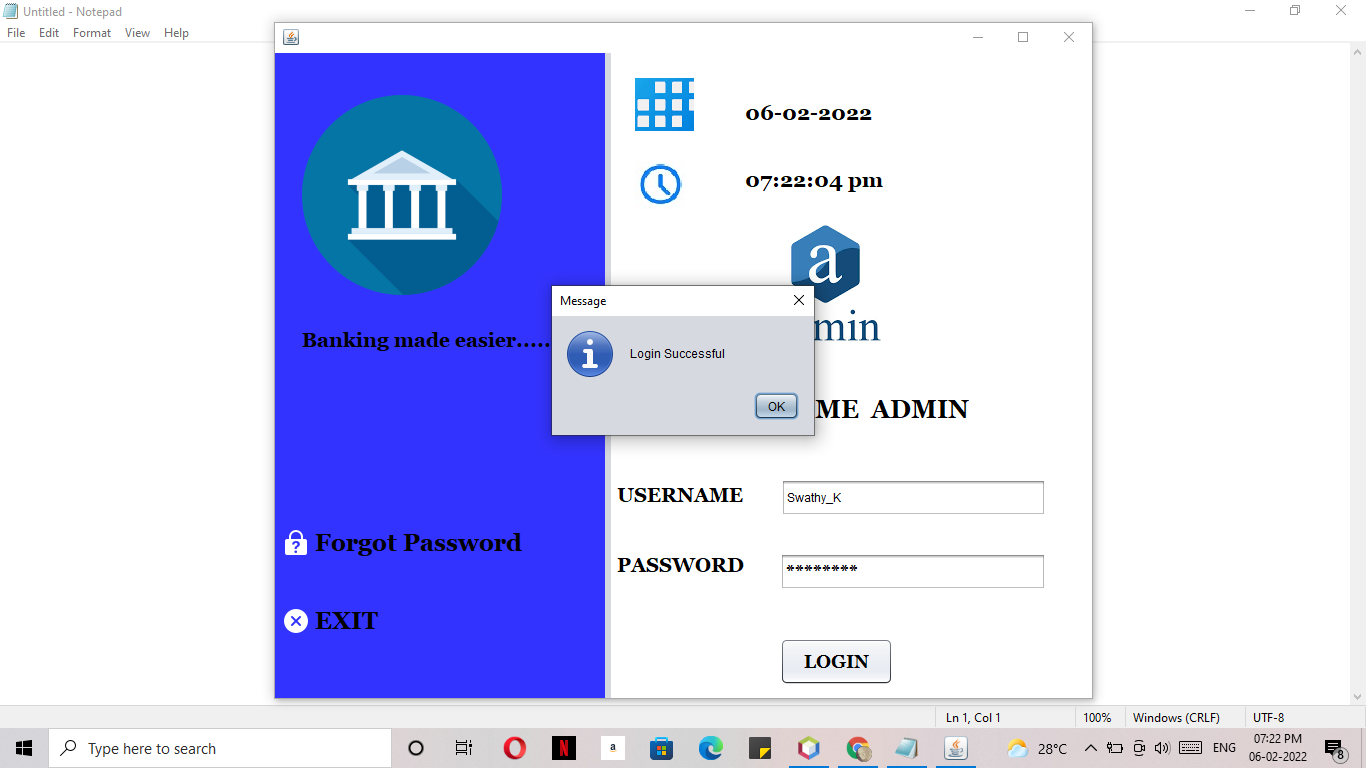 Untitled - Notepad
File Edit Format View Help
06-02-2022
07:22:04 pm
a
min
Banking made easier.....
Message
i
Login Successful
OK
ME ADMIN
USERNAME Swathy_K
PASSWORD ********
? Forgot Password
EXIT
LOGIN
Ln 1, Col 1 100% Windows (CRLF) UTF-8
Type here to search
N
a
28°C
ENG
07:22 PM
06-02-2022
8